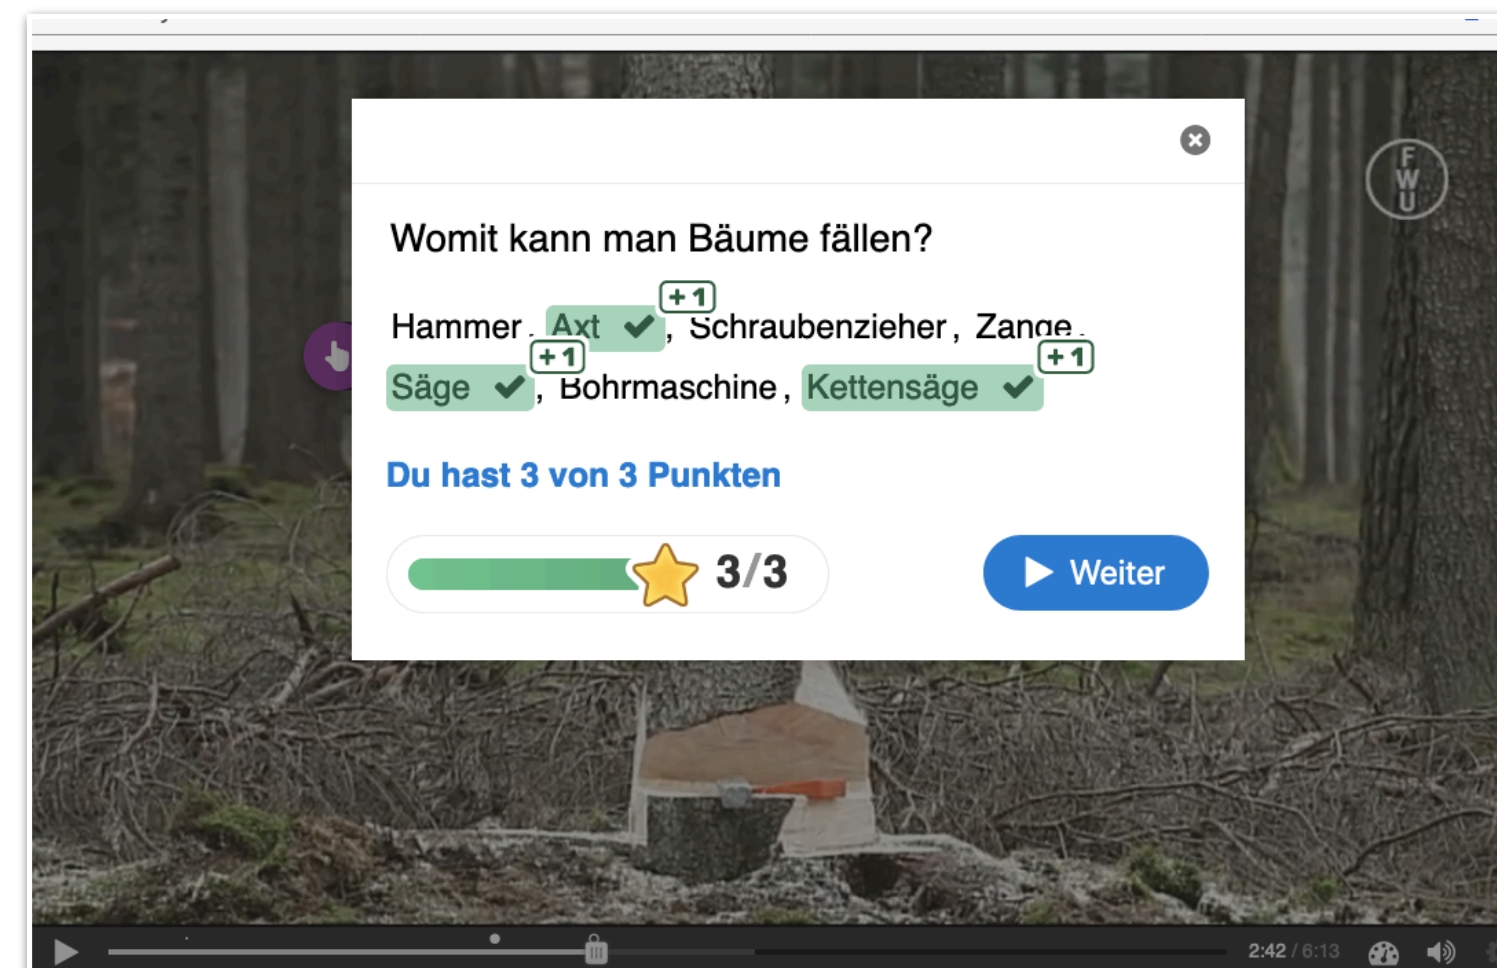 FWU
Womit kann man Bäume fällen?
+1
Hammer, Axt, Schraubenzieher, Zange,
+1 +1
Säge, Bohrmaschine, Kettensäge
Du hast 3 von 3 Punkten
3/3 Weiter
2:42 / 6:13